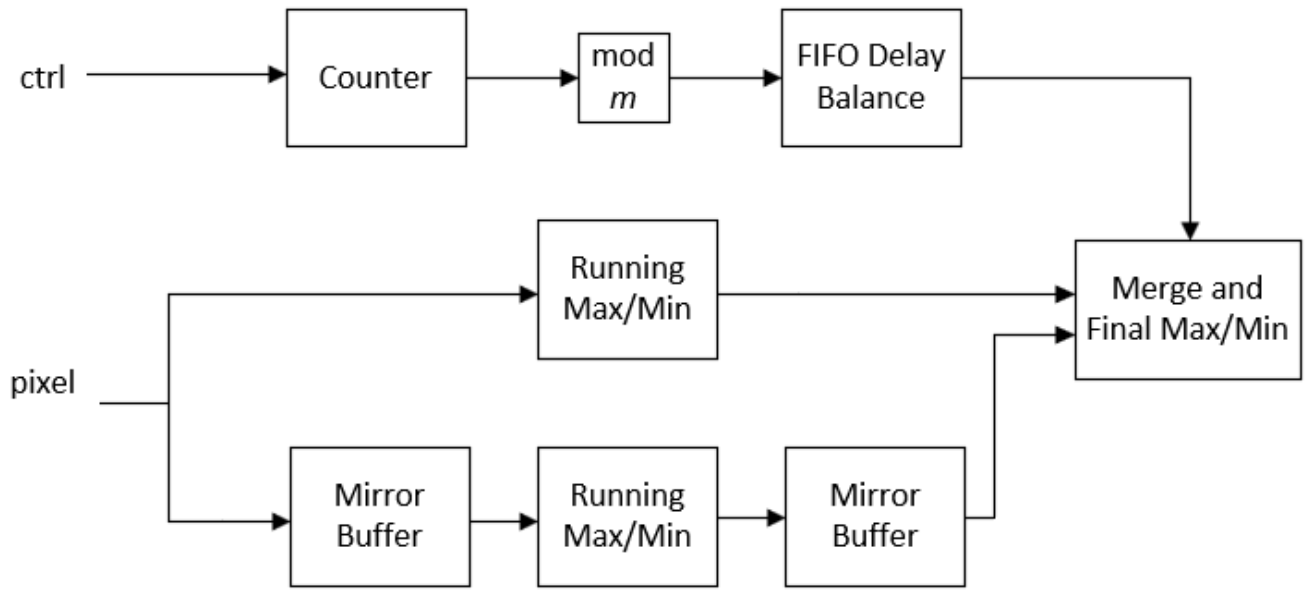 ctrl
Counter
mod
m
FIFO Delay
Balance
Running
Max/Min
Merge and
Final Max/Min
pixel
Mirror
Buffer
Running
Max/Min
Mirror
Buffer